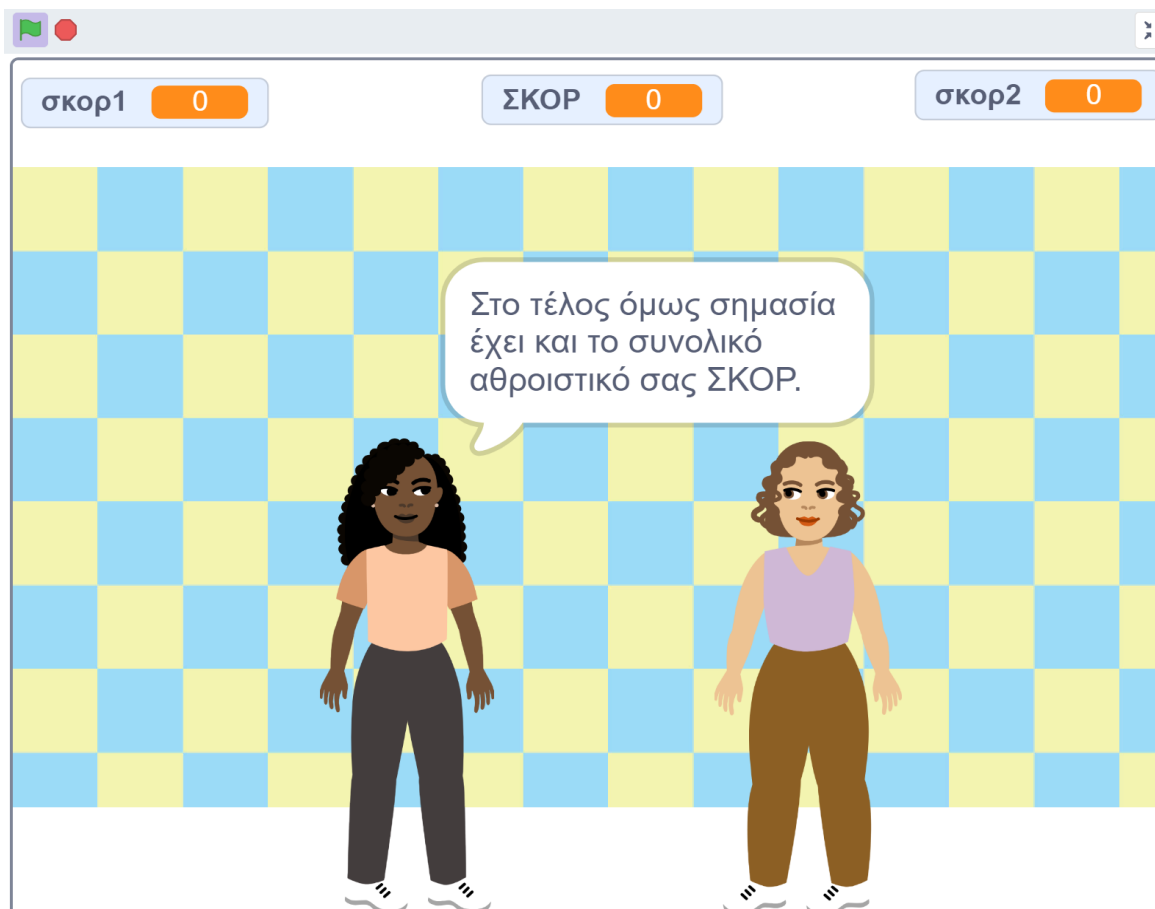 σκορ1 0
ΣΚΟΡ 0
σκορ2 0
Στο τέλος όμως σημασία
έχει και το συνολικό
αθροιστικό σας ΣΚΟΡ.